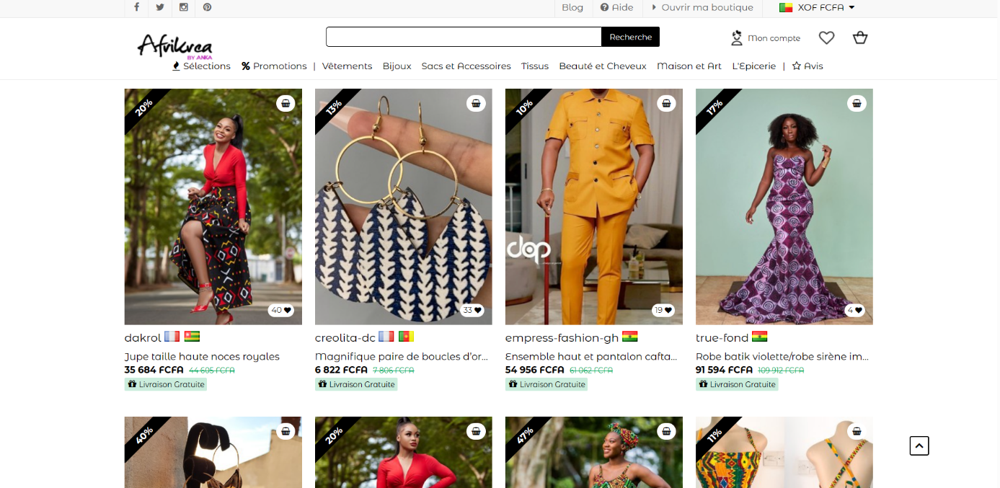 Blog Aide Ouvrir ma boutique XOF FCFA
Afrikrea
BY ANKA
Recherche
Mon compte
Sélections Promotions | Vêtements Bijoux Sacs et Accessoires Tissus Beauté et Cheveux Maison et Art L'Epicerie | Avis
20%
13%
10%
17%
dop
40
33
19
4
dakrol
creolita-dc
empress-fashion-gh
true-fond
Jupe taille haute noces royales
Magnifique paire de boucles d'or...
Ensemble haut et pantalon cafta...
Robe batik violette/robe sirène im...
35 684 FCFA 44 605 FCFA
6 822 FCFA 7 806 FCFA
54 956 FCFA 61 062 FCFA
91 594 FCFA 109 912 FCFA
Livraison Gratuite
Livraison Gratuite
Livraison Gratuite
Livraison Gratuite
40%
20%
47%
11%